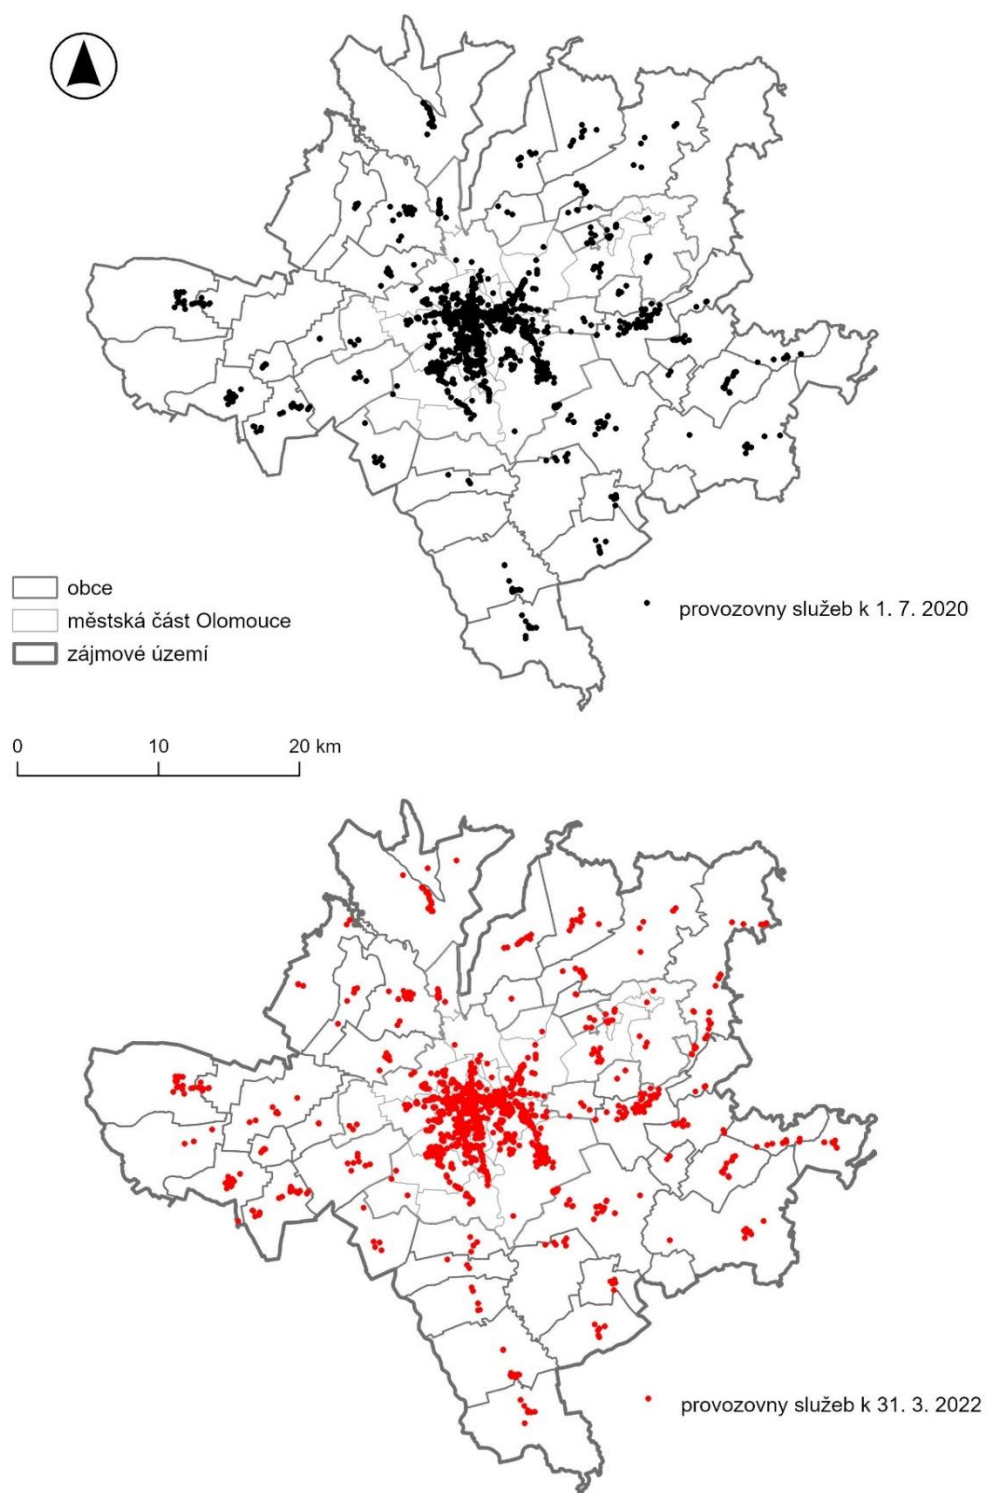 obce
městská část Olomouce
zájmové území
provozovny služeb k 1. 7. 2020
0 10 20 km
provozovny služeb k 31. 3. 2022